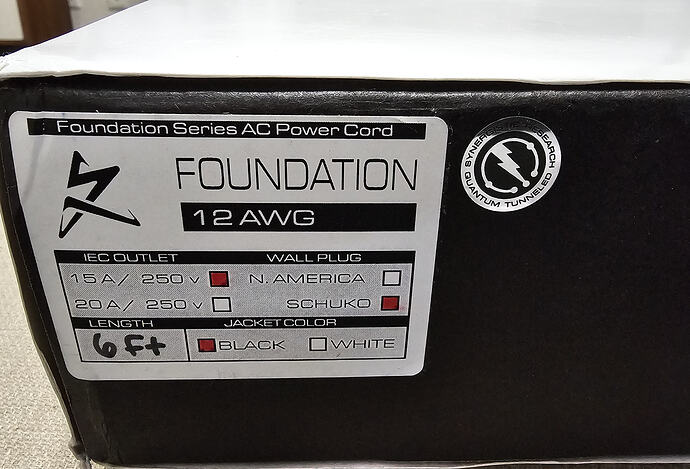 Foundation Series AC Power Cord
FOUNDATION
12 AWG
IEC OUTLET WALL PLUG
15 A/ 250 v N. AMERICA
20 A/ 250 v SCHUKO
LENGTH JACKET COLOR
6 Ft BLACK WHITE
QUANTUM TUNNELED